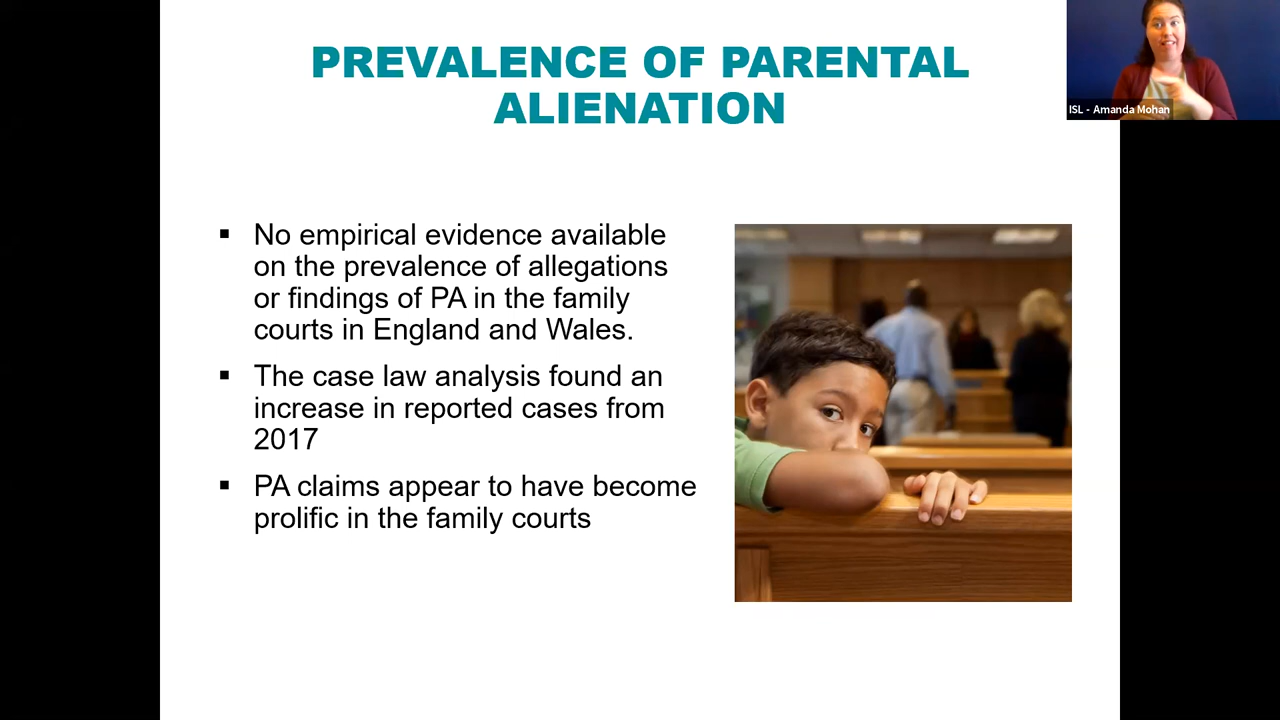 PREVALENCE OF PARENTAL
ALIENATION
ISL - Amanda Mohan
▪ No empirical evidence available
on the prevalence of allegations
or findings of PA in the family
courts in England and Wales.
▪ The case law analysis found an
increase in reported cases from
2017
▪ PA claims appear to have become
prolific in the family courts